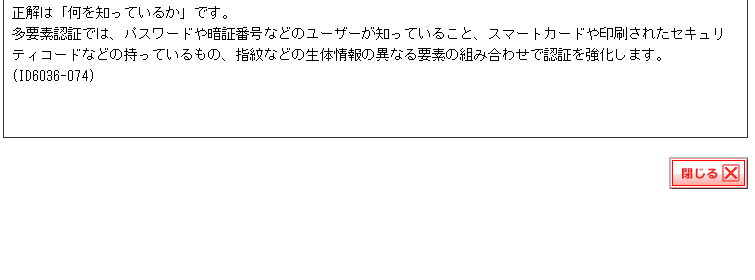 正解は「何を知っているか」です。
多要素認証では、パスワードや暗証番号などのユーザーが知っていること、スマートカードや印刷されたセキュリ
ティコードなどの持っているもの、指紋などの生体情報の異なる要素の組み合わせで認証を強化します。
(ID6036-074)
閉じる